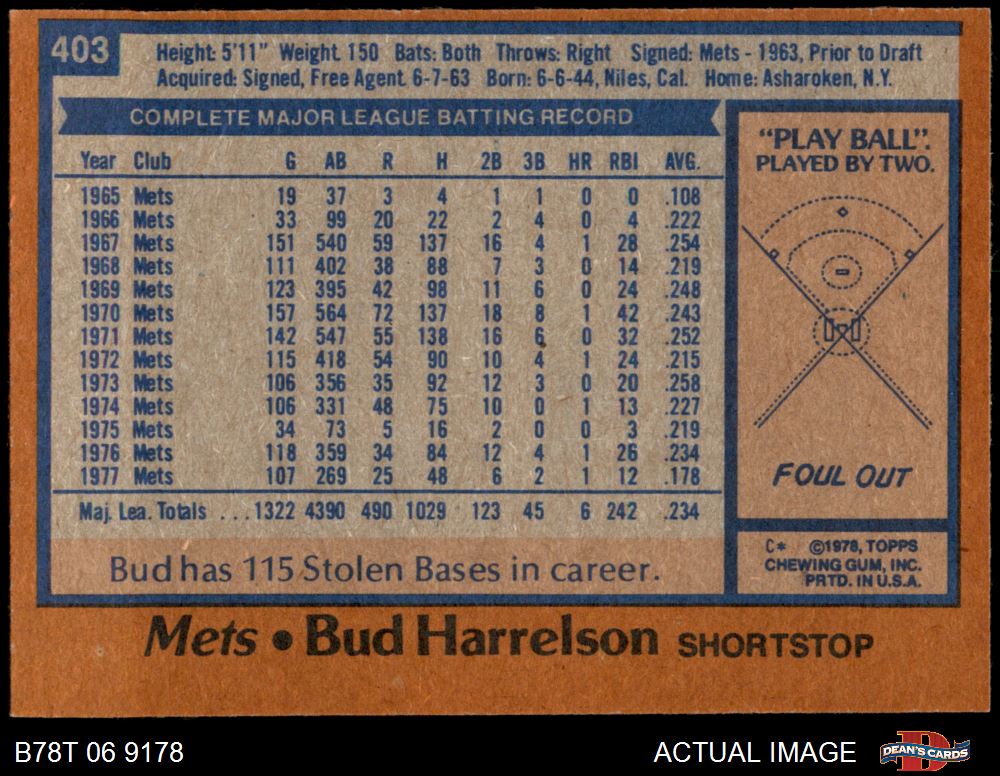 403
Height: 5'11" Weight. 150 Bats: Both Throws: Right Signed: Mets - 1963, Prior to Draft
Acquired: Signed, Free Agent 6-7-63 Born: 6-6-44, Niles, Cal. Home: Asharoken, N.Y.
COMPLETE MAJOR LEAGUE BATTING RECORD
Year Club G AB R H 2B 3B HR RBI AVG.
1965 Mets 19 37 3 4 1 1 0 0 .108
1966 Mets 33 99 20 22 2 4 0 4 .222
1967 Mets 151 540 59 137 16 4 1 28 .254
1968 Mets 111 402 38 88 7 3 0 14 .219
1969 Mets 123 395 42 98 11 6 0 24 .248
1970 Mets 157 564 72 137 18 8 1 42 .243
1971 Mets 142 547 55 138 16 6 0 32 .252
1972 Mets 115 418 54 90 10 4 1 24 .215
1973 Mets 106 356 35 92 12 3 0 20 .258
1974 Mets 106 331 48 75 10 0 1 13 .227
1975 Mets 34 73 5 16 2 0 0 3 .219
1976 Mets 118 359 34 84 12 4 1 26 .234
1977 Mets 107 269 25 48 6 2 1 12 .178
Maj. Lea. Totals ...1322 4390 490 1029 123 45 6 242 .234
Bud has 115 Stolen Bases in career.
"PLAY BALL".
PLAYED BY TWO.
FOUL OUT
C* ©1978, TOPPS
CHEWING GUM, INC.
PRTD. IN U.S.A.
Mets • Bud Harrelson SHORTSTOP
B78T 06 9178
ACTUAL IMAGE
DEAN'S CARDS